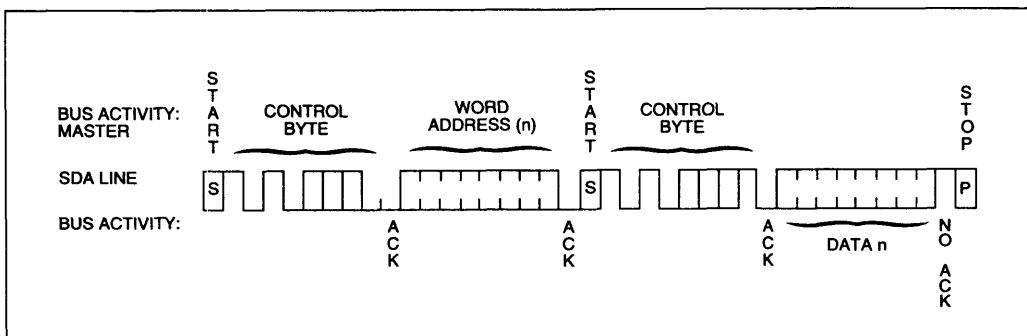 START
BUS ACTIVITY:
MASTER
CONTROL
BYTE
WORD
ADDRESS (n)
START
CONTROL
BYTE
STOP
SDA LINE
S
S
P
BUS ACTIVITY:
ACK
ACK
ACK
DATA n
NO ACK